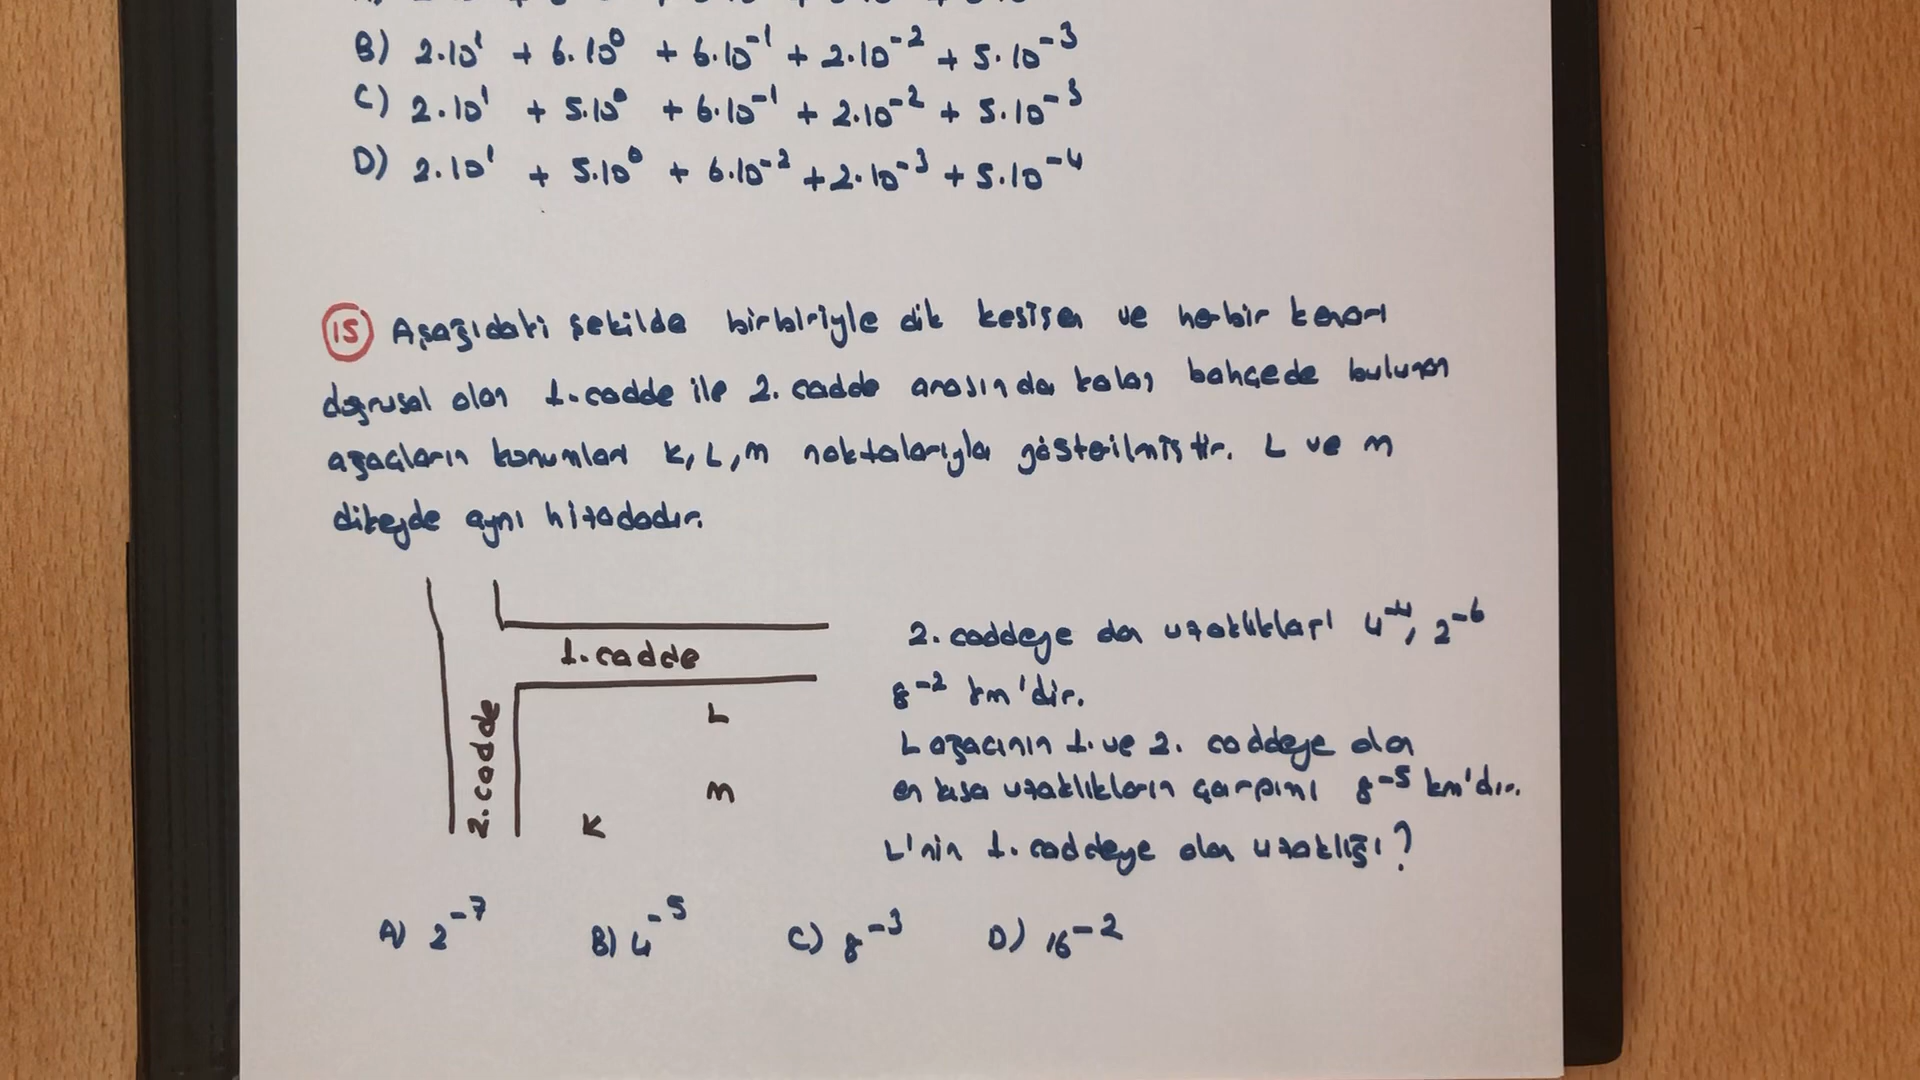 B) 2.10¹ + 6.10⁰ + 6.10⁻¹ + 2.10⁻² + 5.10⁻³
C) 2.10¹ + 5.10⁰ + 6.10⁻¹ + 2.10⁻² + 5.10⁻³
D) 2.10¹ + 5.10⁰ + 6.10⁻² + 2.10⁻³ + 5.10⁻⁴
15 Aşağıdaki şekilde birbiriyle dik kesişen ve herbir kenarı
doğrusal olan 1. cadde ile 2. cadde arasında kalan bahçede bulunan
ağaçların konumları K, L, M noktalarıyla gösterilmiştir. L ve M
dikeyde aynı hizadadır.
1. cadde
2. cadde
L
M
K
2. caddeye olan uzaklıkları 4⁻⁴, 2⁻⁶
8⁻² km'dir.
L ağacının 1. ve 2. caddeye olan
en kısa uzaklıkların çarpımı 8⁻⁵ km'dir.
L'nin 1. caddeye olan uzaklığı?
A) 2⁻⁷ B) 4⁻⁵ C) 8⁻³ D) 16⁻²